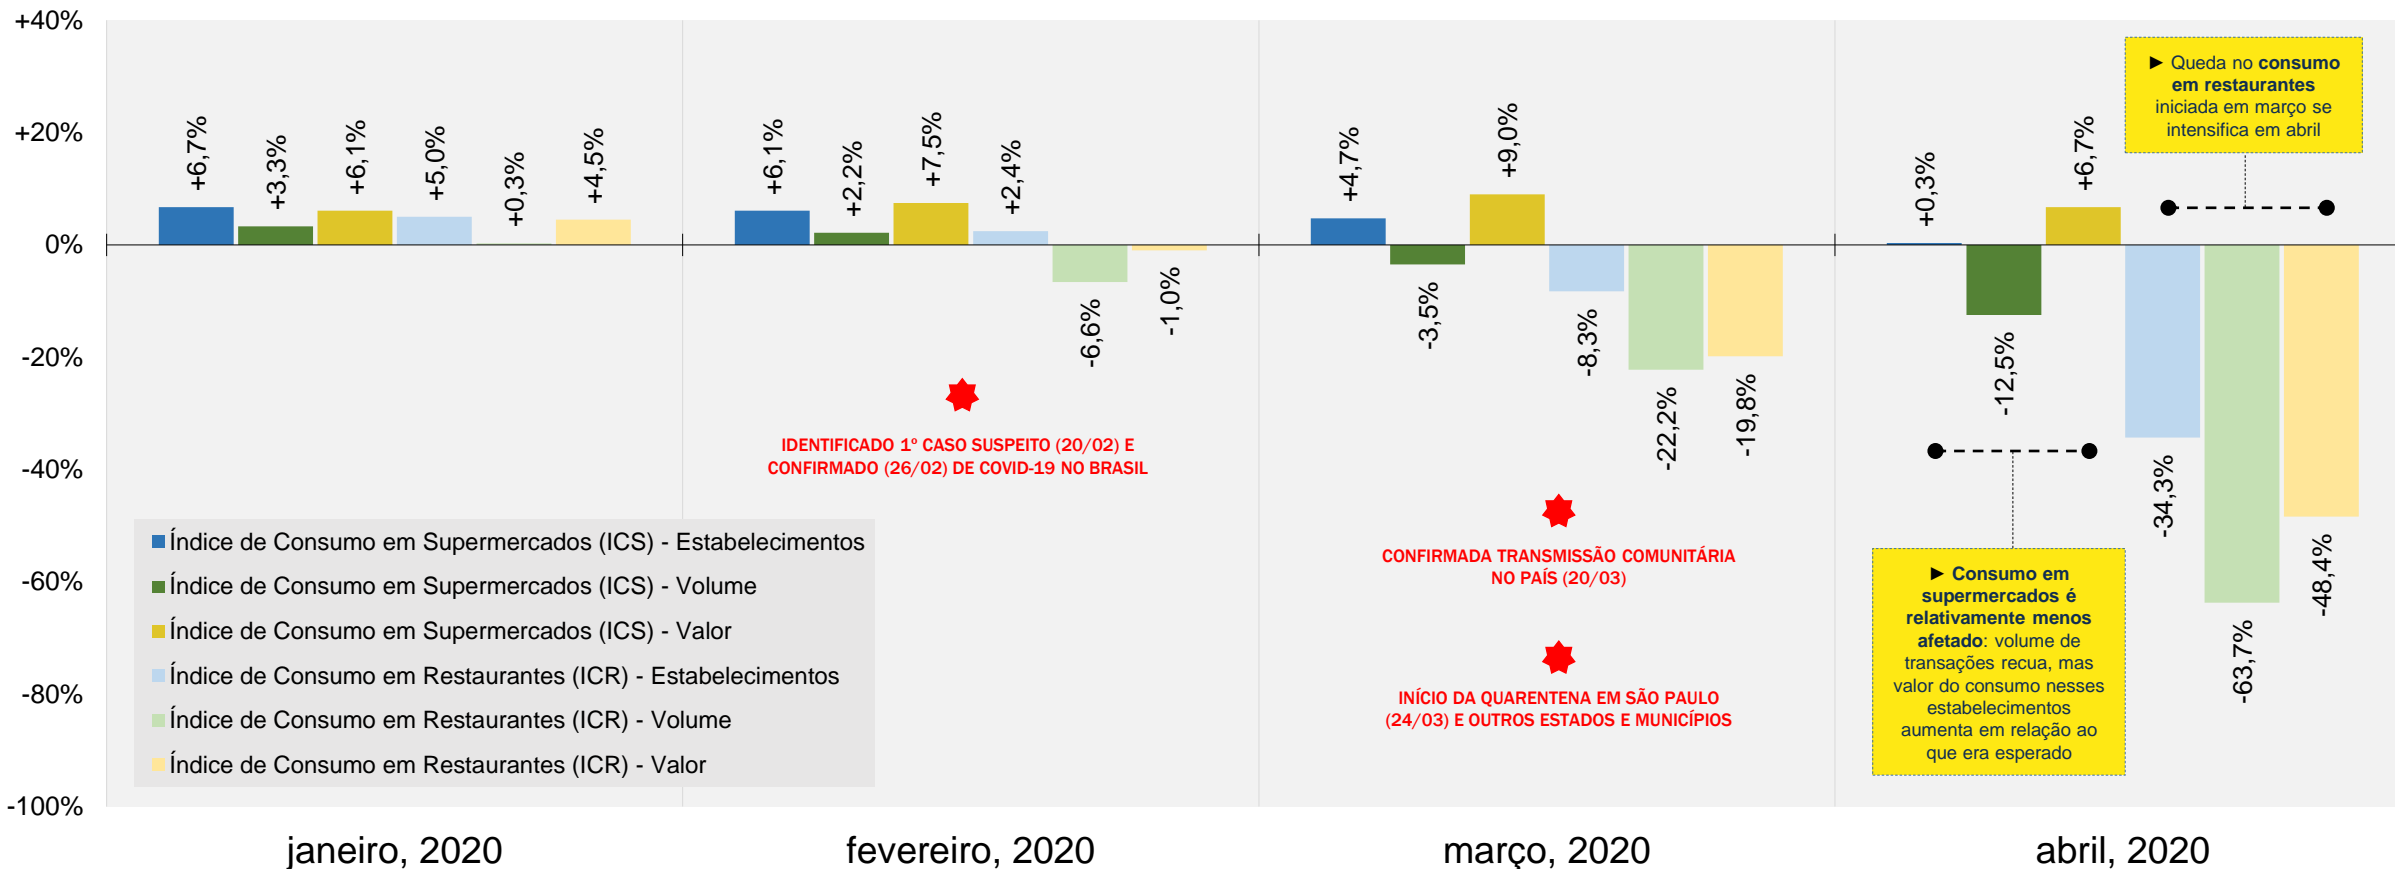 +40%
+20%
0%
-20%
-40%
-60%
-80%
-100%
+6,7%
+3,3%
+6,1%
+5,0%
+0,3%
+4,5%
+6,1%
+2,2%
+7,5%
+2,4%
-6,6%
-1,0%
+4,7%
-3,5%
+9,0%
-8,3%
-22,2%
-19,8%
+0,3%
-12,5%
+6,7%
-34,3%
-63,7%
-48,4%
► Queda no consumo
em restaurantes
iniciada em março se
intensifica em abril
IDENTIFICADO 1º CASO SUSPEITO (20/02) E
CONFIRMADO (26/02) DE COVID-19 NO BRASIL
CONFIRMADA TRANSMISSÃO COMUNITÁRIA
NO PAÍS (20/03)
INÍCIO DA QUARENTENA EM SÃO PAULO
(24/03) E OUTROS ESTADOS E MUNICÍPIOS
► Consumo em
supermercados é
relativamente menos
afetado: volume de
transações recua, mas
valor do consumo nesses
estabelecimentos
aumenta em relação ao
que era esperado
Índice de Consumo em Supermercados (ICS) - Estabelecimentos
Índice de Consumo em Supermercados (ICS) - Volume
Índice de Consumo em Supermercados (ICS) - Valor
Índice de Consumo em Restaurantes (ICR) - Estabelecimentos
Índice de Consumo em Restaurantes (ICR) - Volume
Índice de Consumo em Restaurantes (ICR) - Valor
janeiro, 2020
fevereiro, 2020
março, 2020
abril, 2020